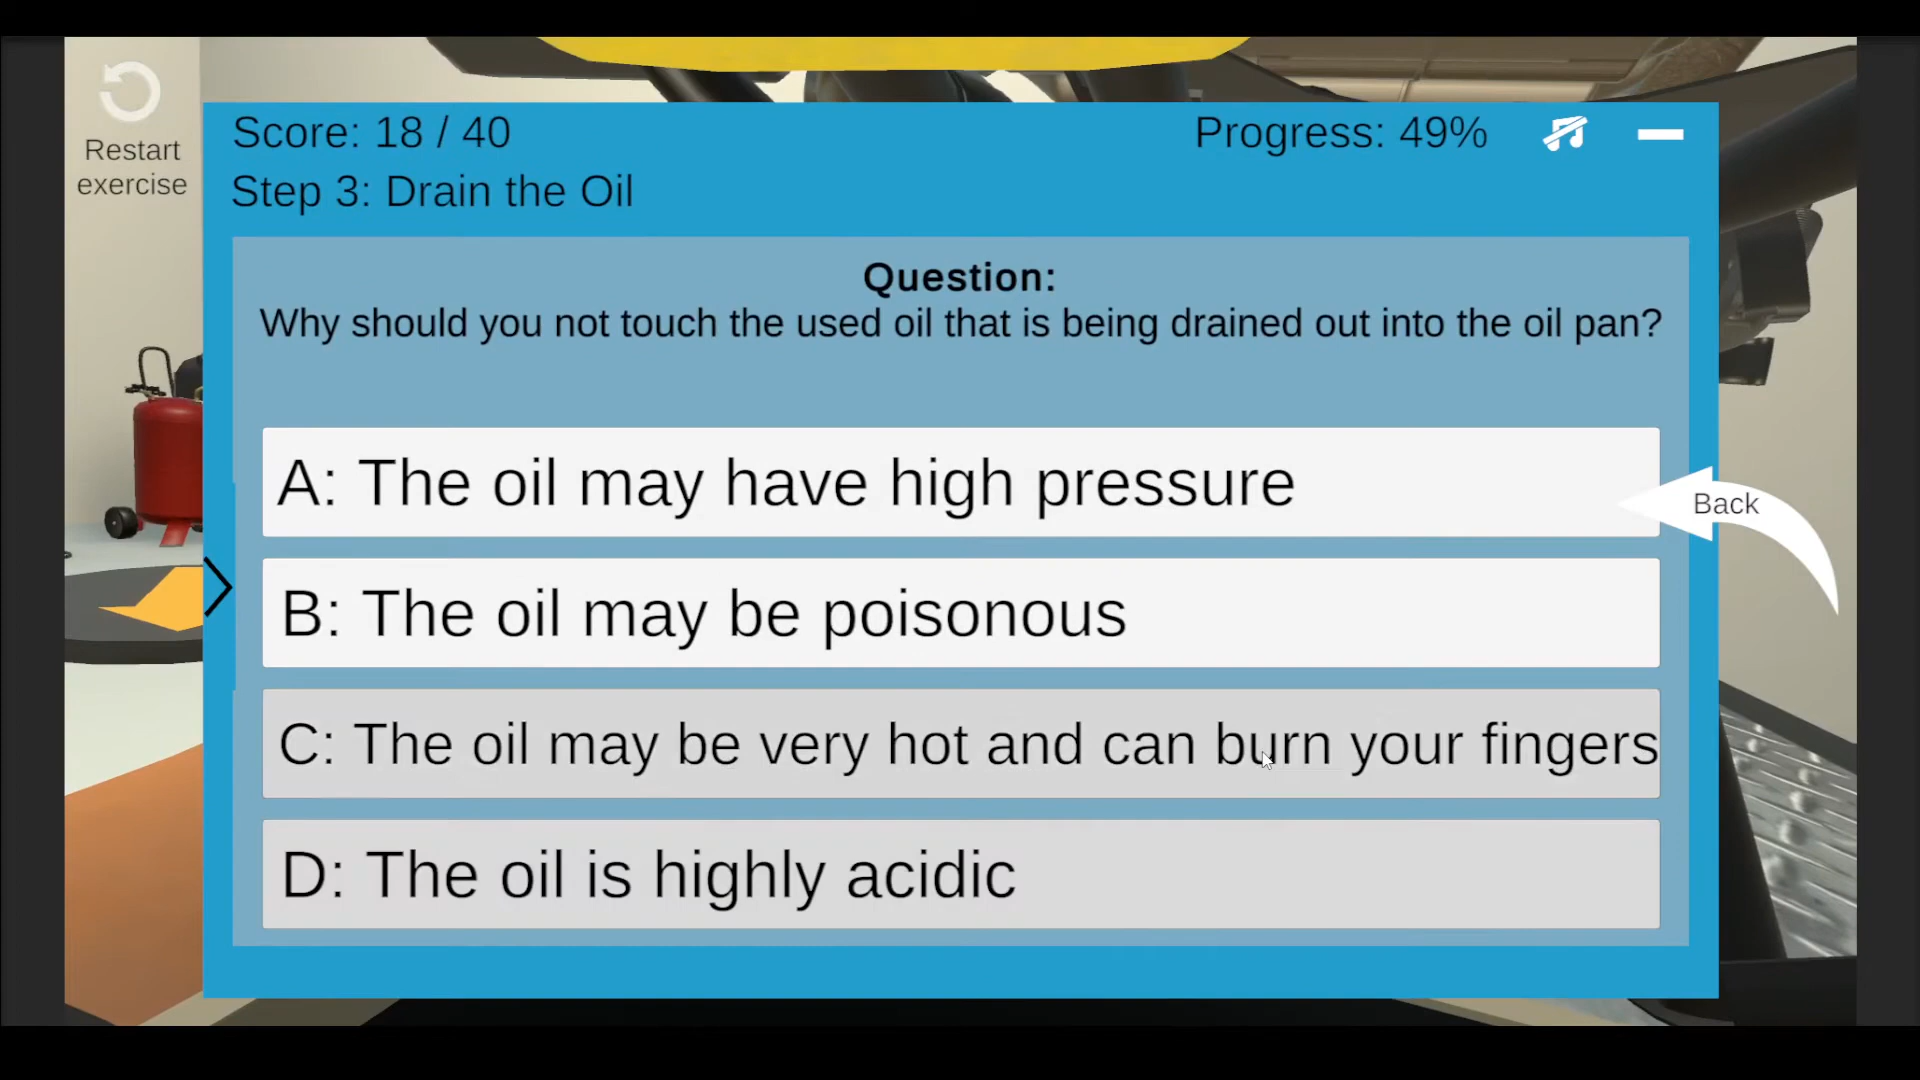 Restart
exercise
Score: 18 / 40
Progress: 49%
Step 3: Drain the Oil
Question:
Why should you not touch the used oil that is being drained out into the oil pan?
A: The oil may have high pressure
Back
B: The oil may be poisonous
C: The oil may be very hot and can burn your fingers
D: The oil is highly acidic